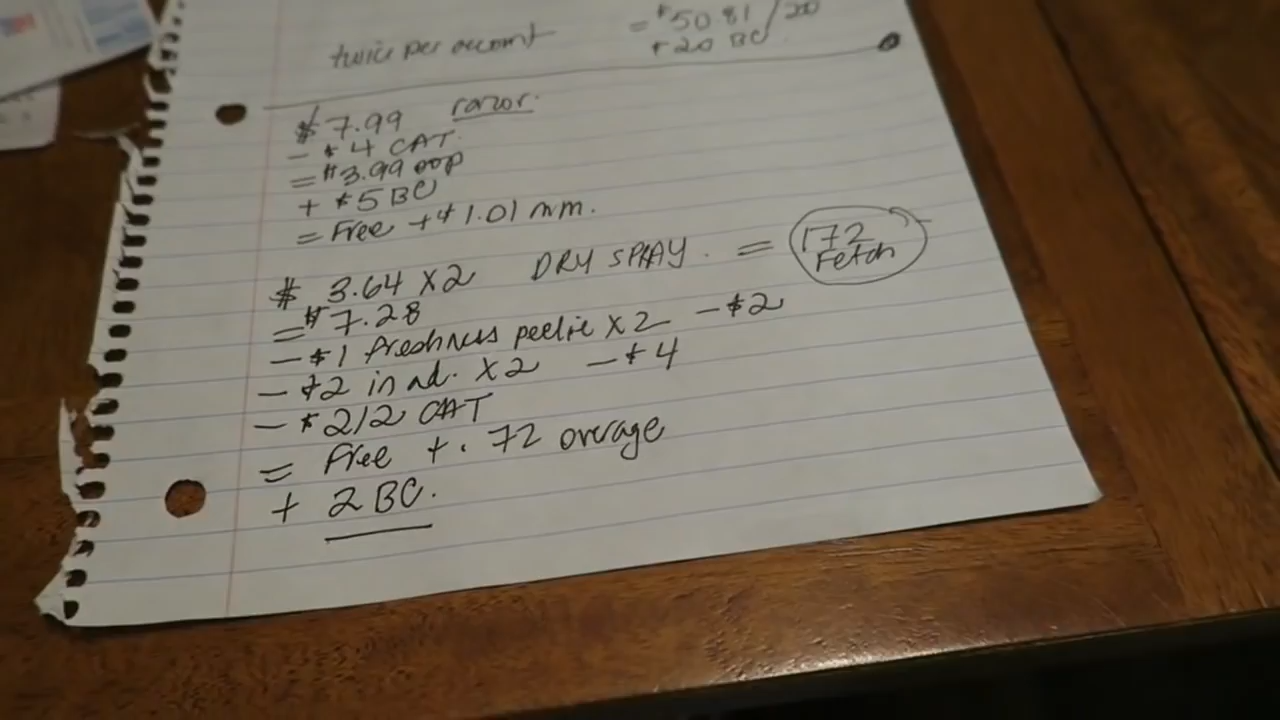 twice per account
= $50.81/20
+ 20 BC
$ 7.99 razor.
- $4 CAT.
= $3.99 oop
+ $5 BC
= Free + $1.01 mm.
$ 3.64 X2 DRY SPRAY. = 172 Fetch
= $7.28
- $1 freshness peelie X2 - $2
- $2 in ad. X2 - $4
- $2/2 CAT
= Free + .72 overage
+ 2 BC.